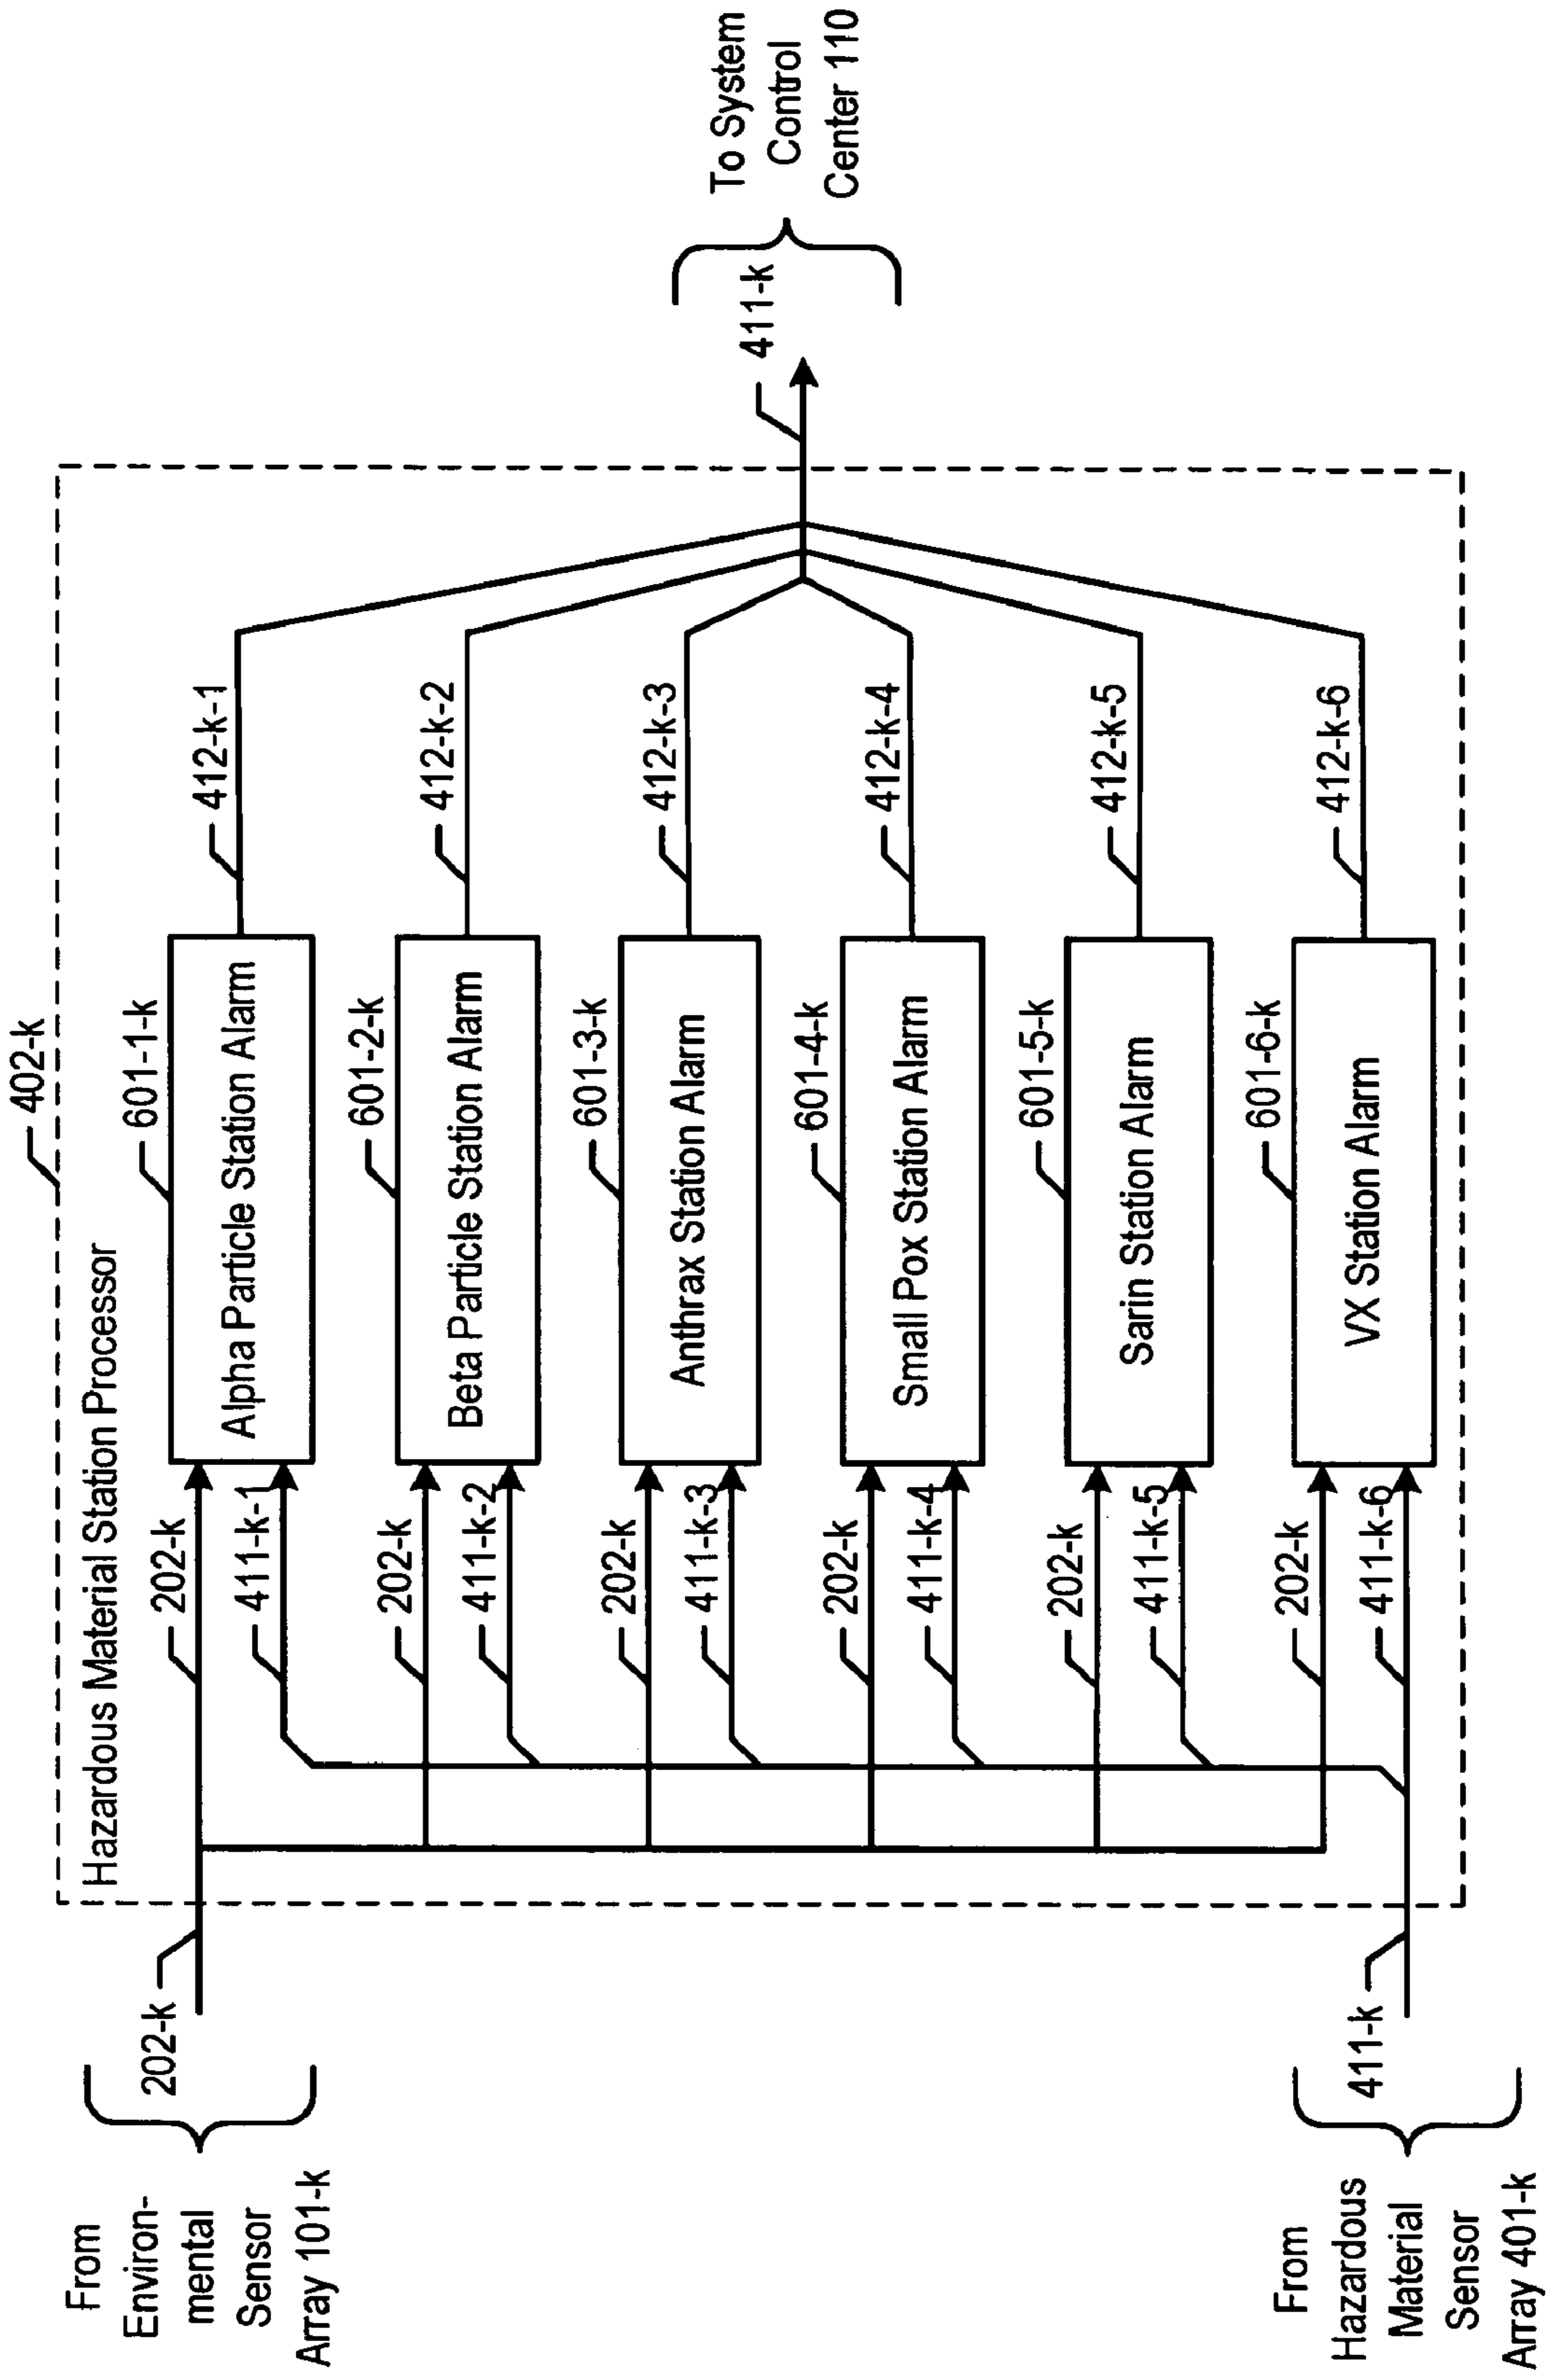 402-k
Hazardous Material Station Processor
From
Environ-
mental
Sensor
Array 101-k
202-k
202-k
411-k-1
601-1-k
Alpha Particle Station Alarm
412-k-1
202-k
411-k-2
601-2-k
Beta Particle Station Alarm
412-k-2
202-k
411-k-3
601-3-k
Anthrax Station Alarm
412-k-3
202-k
411-k-4
601-4-k
Small Pox Station Alarm
412-k-4
202-k
411-k-5
601-5-k
Sarin Station Alarm
412-k-5
202-k
411-k-6
601-6-k
VX Station Alarm
412-k-6
From
Hazardous
Material
Sensor
Array 401-k
411-k
411-k
To System
Control
Center 110